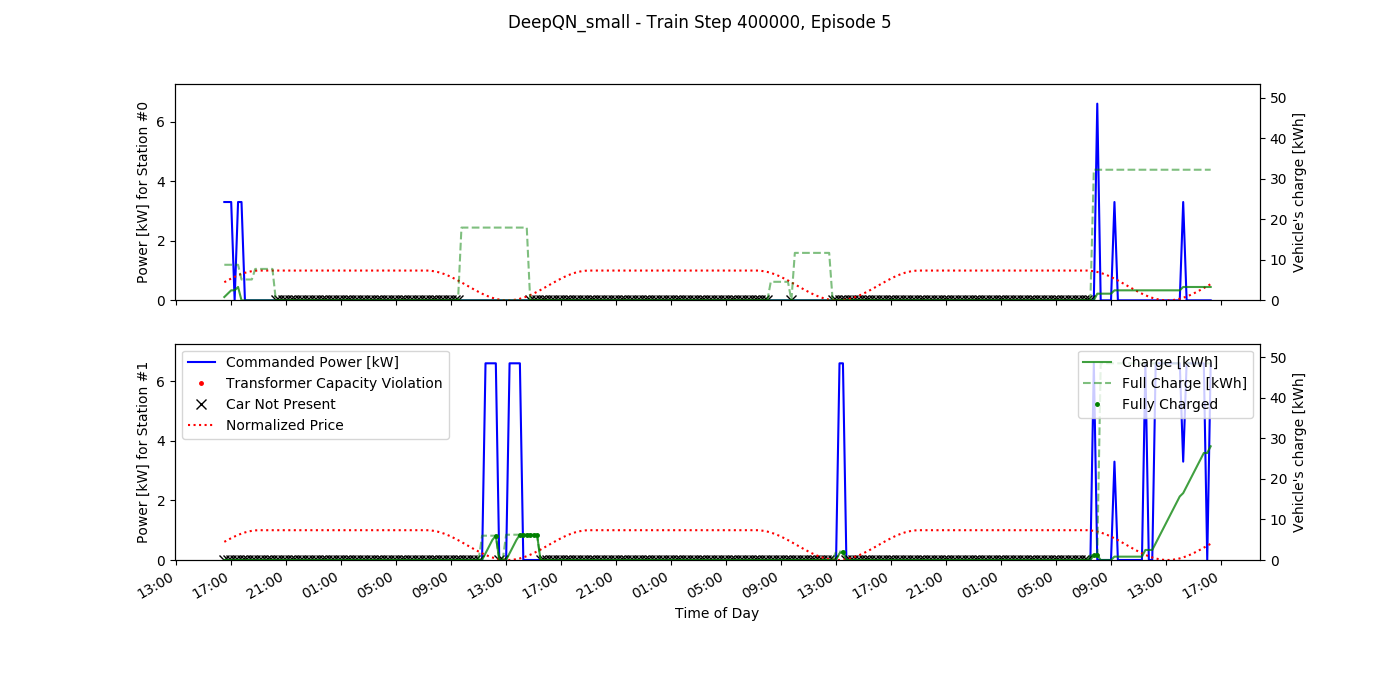 DeepQN_small - Train Step 400000, Episode 5
Power [kW] for Station #0
6
4
2
0
50
40
30
20
10
0
Vehicle's charge [kWh]
Power [kW] for Station #1
6
4
2
0
Commanded Power [kW]
Transformer Capacity Violation
Car Not Present
Normalized Price
Charge [kWh]
Full Charge [kWh]
Fully Charged
50
40
30
20
10
0
Vehicle's charge [kWh]
13:00 17:00 21:00 01:00 05:00 09:00 13:00 17:00 21:00 01:00 05:00 09:00 13:00 17:00 21:00 01:00 05:00 09:00 13:00 17:00
Time of Day